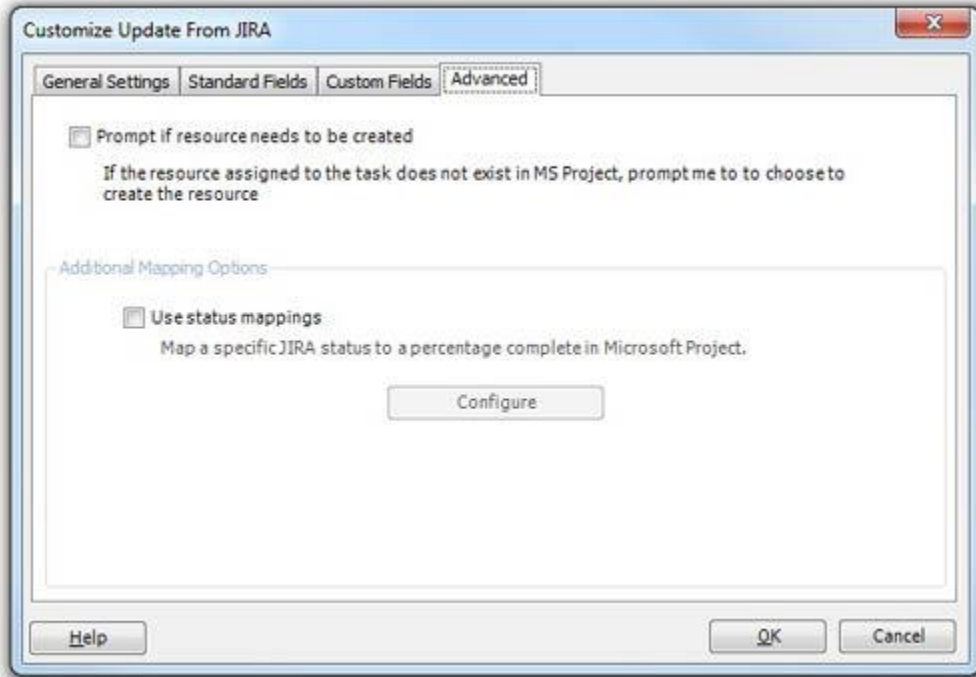 Customize Update From JIRA
General Settings Standard Fields Custom Fields Advanced
Prompt if resource needs to be created
If the resource assigned to the task does not exist in MS Project, prompt me to to choose to
create the resource
Additional Mapping Options
Use status mappings
Map a specific JIRA status to a percentage complete in Microsoft Project.
Configure
Help OK Cancel